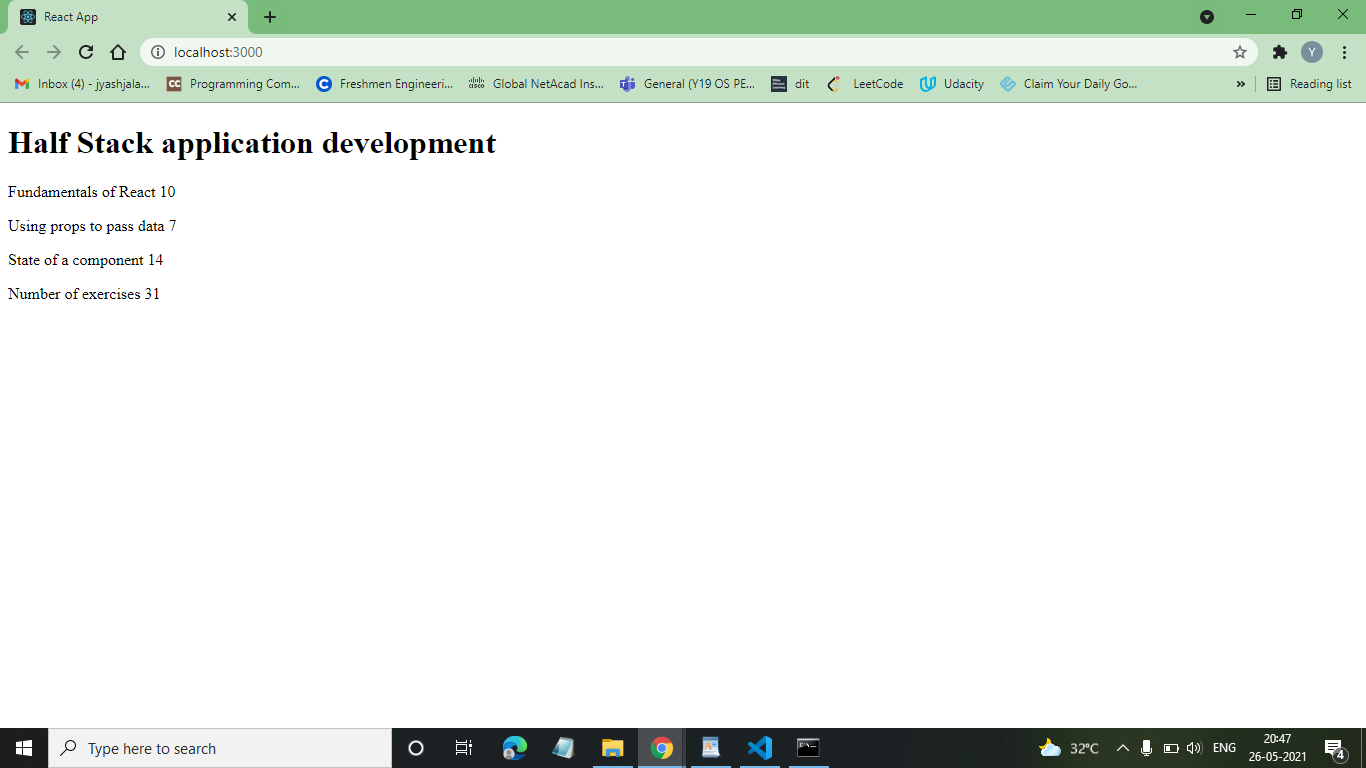 React App
localhost:3000
Y
Inbox (4) - jyashjala... Programming Com... Freshmen Engineeri... Global NetAcad Ins... General (Y19 OS PE... dit LeetCode Udacity Claim Your Daily Go... » Reading list
Half Stack application development
Fundamentals of React 10
Using props to pass data 7
State of a component 14
Number of exercises 31
Type here to search
32°C ENG
20:47
26-05-2021
4